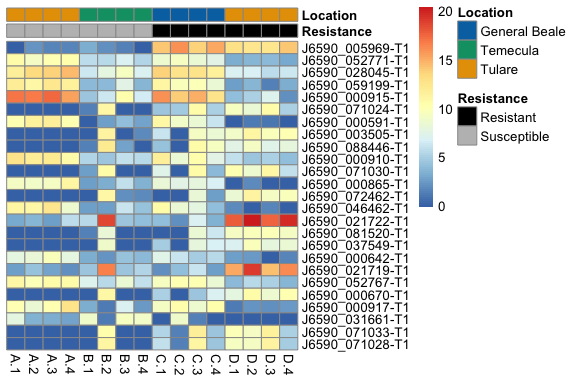 Location
Resistance
J6590_005969-T1
J6590_052771-T1
J6590_028045-T1
J6590_059199-T1
J6590_000915-T1
J6590_071024-T1
J6590_000591-T1
J6590_003505-T1
J6590_088446-T1
J6590_000910-T1
J6590_071030-T1
J6590_000865-T1
J6590_072462-T1
J6590_046462-T1
J6590_021722-T1
J6590_081520-T1
J6590_037549-T1
J6590_000642-T1
J6590_021719-T1
J6590_052767-T1
J6590_000670-T1
J6590_000917-T1
J6590_031661-T1
J6590_071033-T1
J6590_071028-T1
A.1 A.2 A.3 A.4 B.1 B.2 B.3 B.4 C.1 C.2 C.3 C.4 D.1 D.2 D.3 D.4
20
15
10
5
0
Location
General Beale
Temecula
Tulare
Resistance
Resistant
Susceptible